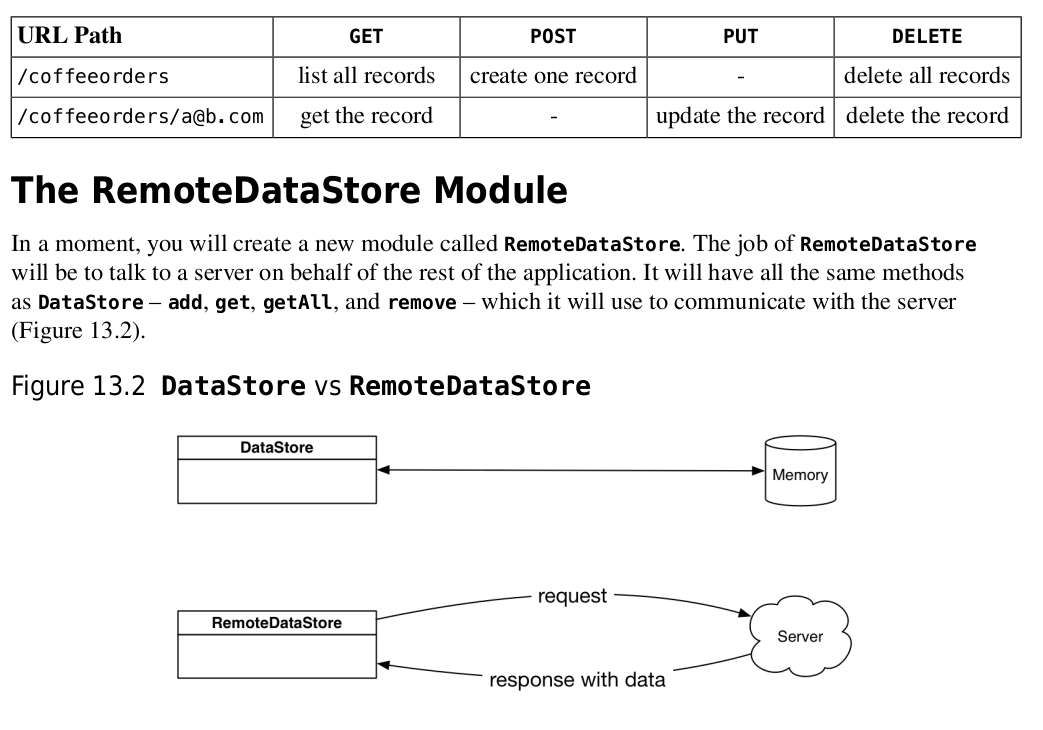 URL Path GET POST PUT DELETE
/coffeeorders list all records create one record - delete all records
/coffeeorders/a@b.com get the record - update the record delete the record
The RemoteDataStore Module
In a moment, you will create a new module called RemoteDataStore. The job of RemoteDataStore
will be to talk to a server on behalf of the rest of the application. It will have all the same methods
as DataStore – add, get, getAll, and remove – which it will use to communicate with the server
(Figure 13.2).
Figure 13.2 DataStore vs RemoteDataStore
DataStore
Memory
request
RemoteDataStore
Server
response with data